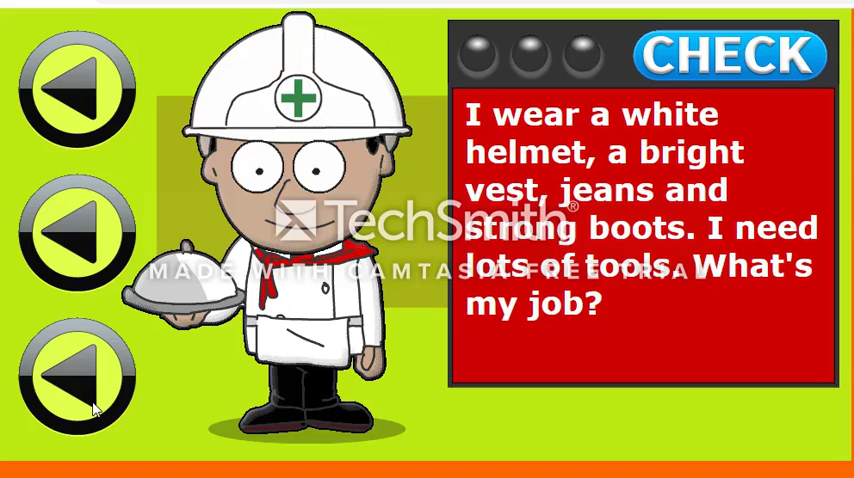 CHECK
I wear a white
helmet, a bright
vest, jeans and
strong boots. I need
lots of tools. What's
my job?
TechSmith®
MADE WITH CAMTASIA FREE TRIAL